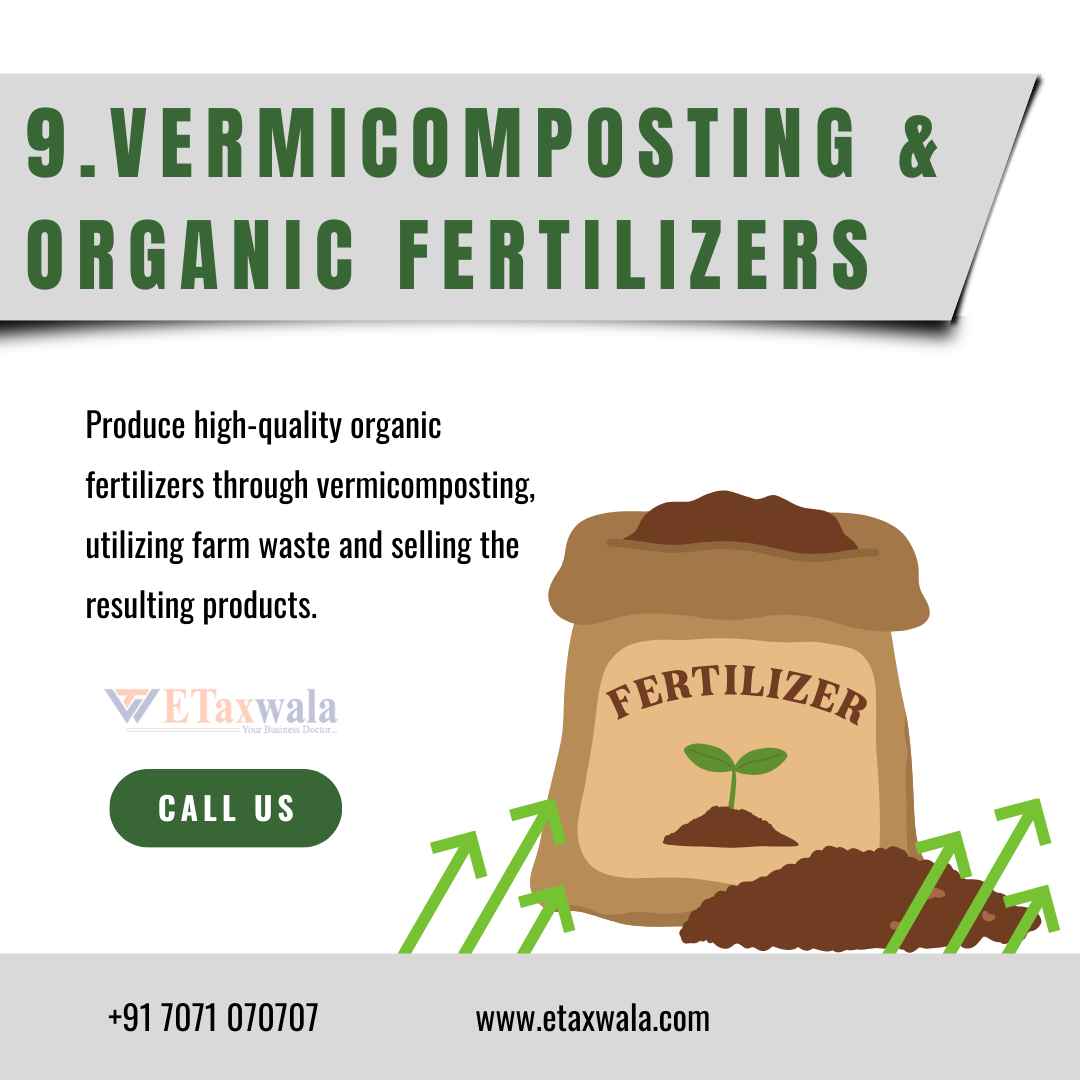 9.VERMICOMPOSTING &
ORGANIC FERTILIZERS
Produce high-quality organic
fertilizers through vermicomposting,
utilizing farm waste and selling the
resulting products.
FERTILIZER
ETaxwala
Your Business Doctor...
CALL US
+91 7071 070707
www.etaxwala.com